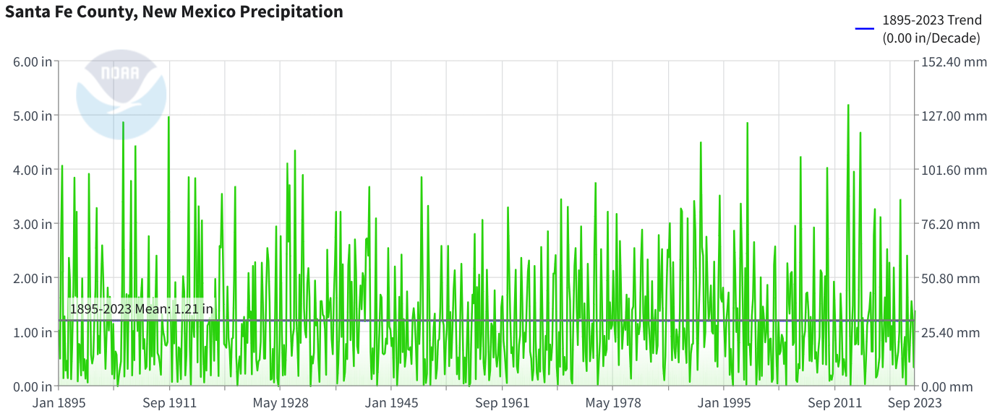 Santa Fe County, New Mexico Precipitation
1895-2023 Trend
(0.00 in/Decade)
NOAA
6.00 in
152.40 mm
5.00 in
127.00 mm
4.00 in
101.60 mm
3.00 in
76.20 mm
2.00 in
50.80 mm
1895-2023 Mean: 1.21 in
1.00 in
25.40 mm
0.00 in
0.00 mm
Jan 1895 Sep 1911 May 1928 Jan 1945 Sep 1961 May 1978 Jan 1995 Sep 2011 Sep 2023